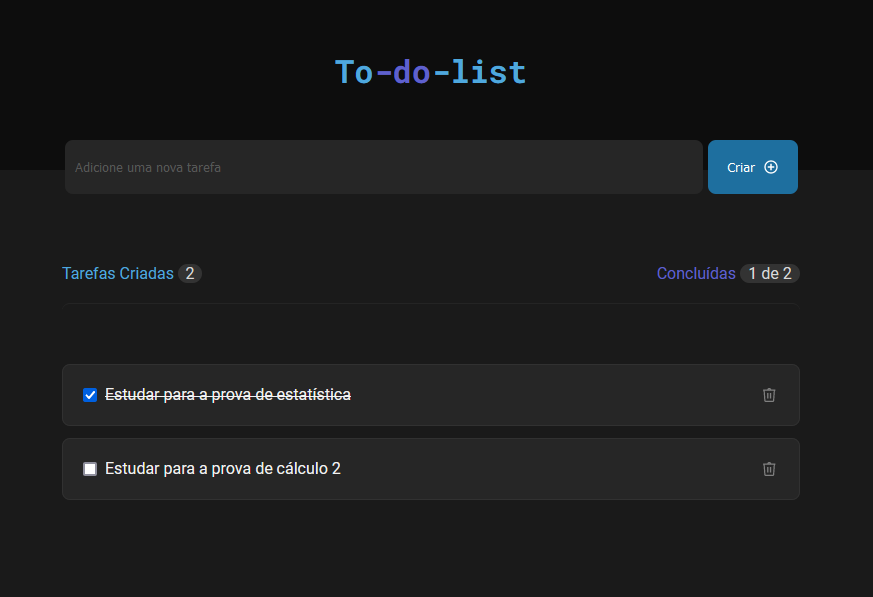 To-do-list
Adicione uma nova tarefa
Criar
Tarefas Criadas 2
Concluídas 1 de 2
Estudar para a prova de estatística
Estudar para a prova de cálculo 2